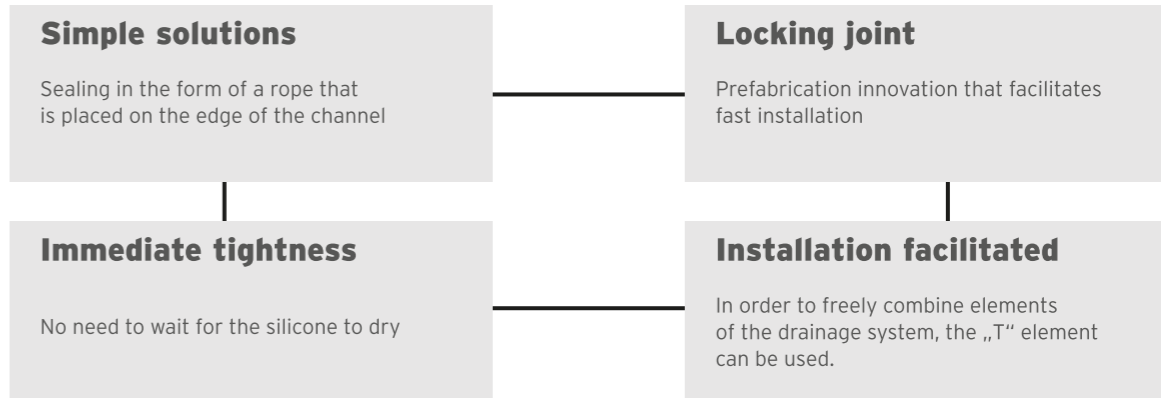 Simple solutions
Sealing in the form of a rope that
is placed on the edge of the channel
Locking joint
Prefabrication innovation that facilitates
fast installation
Immediate tightness
No need to wait for the silicone to dry
Installation facilitated
In order to freely combine elements
of the drainage system, the „T“ element
can be used.